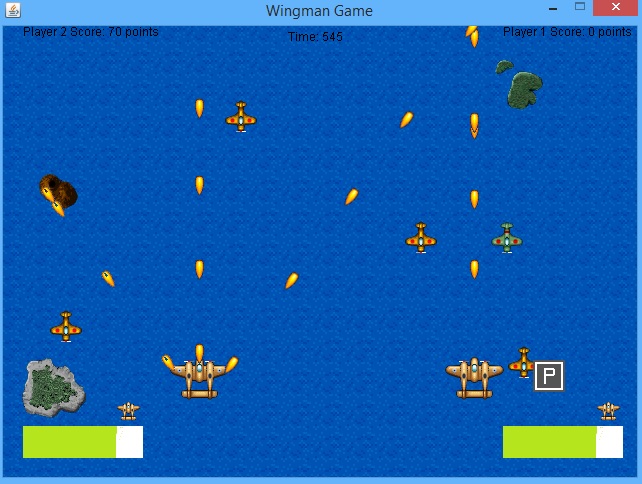 Wingman Game
Player 2 Score: 70 points
Time: 545
Player 1 Score: 0 points
P